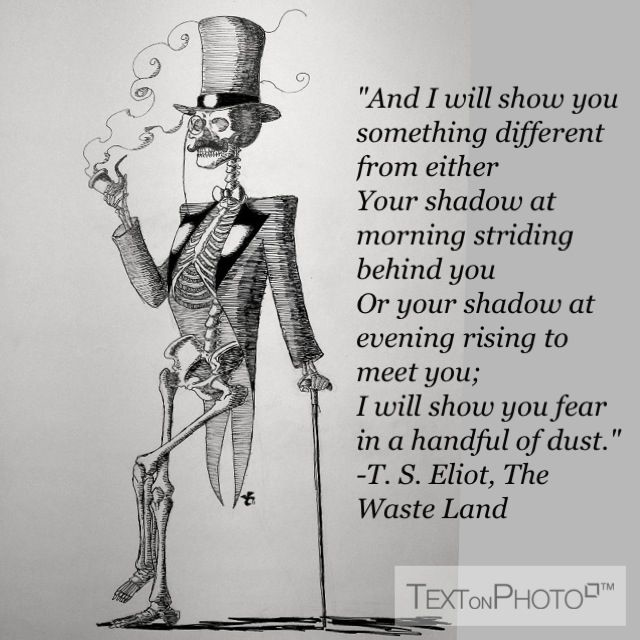 "And I will show you
something different
from either
Your shadow at
morning striding
behind you
Or your shadow at
evening rising to
meet you;
I will show you fear
in a handful of dust."
-T. S. Eliot, The
Waste Land
TEXTONPHOTO™